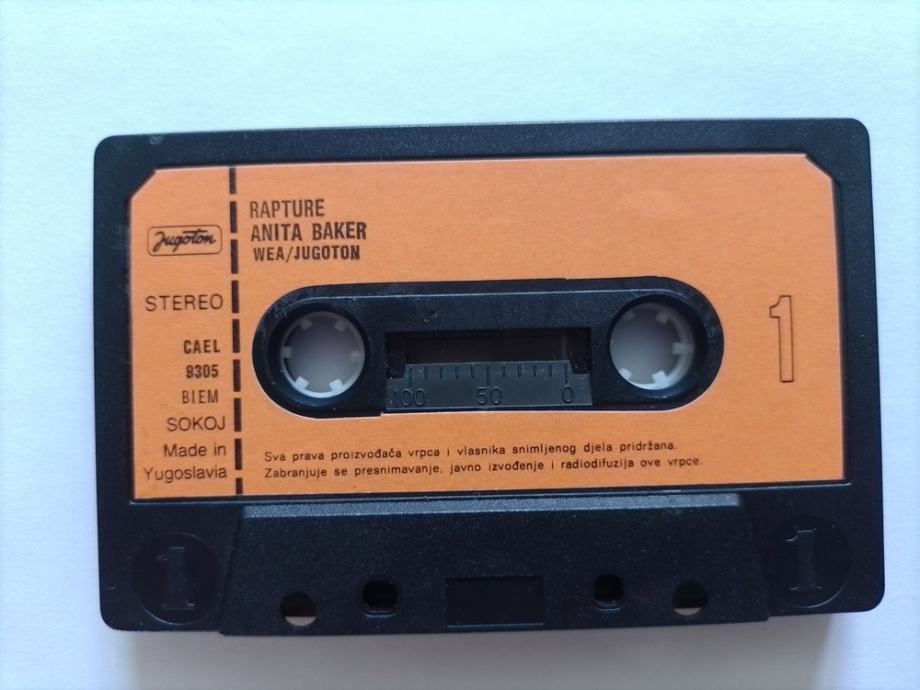 Jugoton
STEREO
CAEL
9305
BIEM
SOKOJ
Made in
Yugoslavia
RAPTURE
ANITA BAKER
WEA/JUGOTON
1
100 50 0
Sva prava proizvođača vrpca i vlasnika snimljenog djela pridržana.
Zabranjuje se presnimavanje, javno izvođenje i radiodifuzija ove vrpce.
1
1